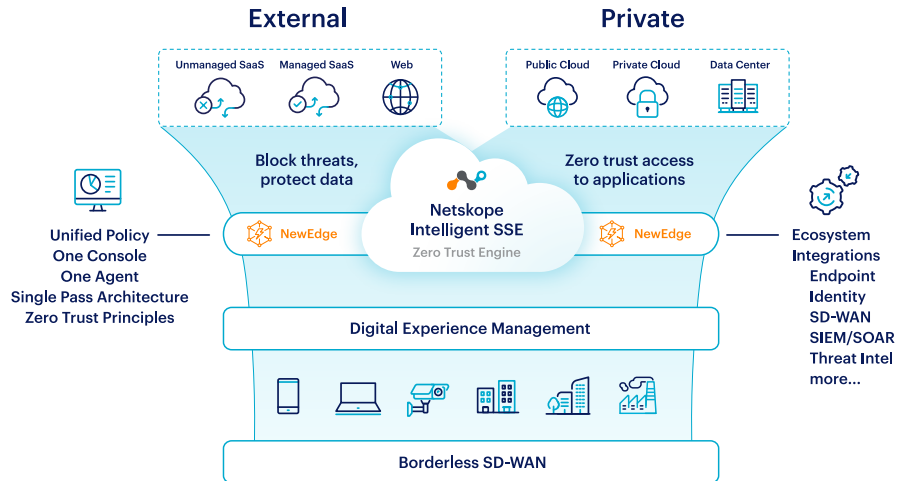 External
Private
Unmanaged SaaS
Managed SaaS
Web
Public Cloud
Private Cloud
Data Center
Block threats,
protect data
Zero trust access
to applications
Netskope
Intelligent SSE
Zero Trust Engine
NewEdge
NewEdge
Unified Policy
One Console
One Agent
Single Pass Architecture
Zero Trust Principles
Ecosystem
Integrations
Endpoint
Identity
SD-WAN
SIEM/SOAR
Threat Intel
more...
Digital Experience Management
Borderless SD-WAN